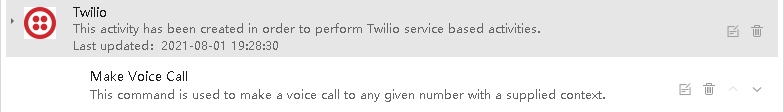 Twilio
This activity has been created in order to perform Twilio service based activities.
Last updated: 2021-08-01 19:28:30
Make Voice Call
This command is used to make a voice call to any given number with a supplied context.